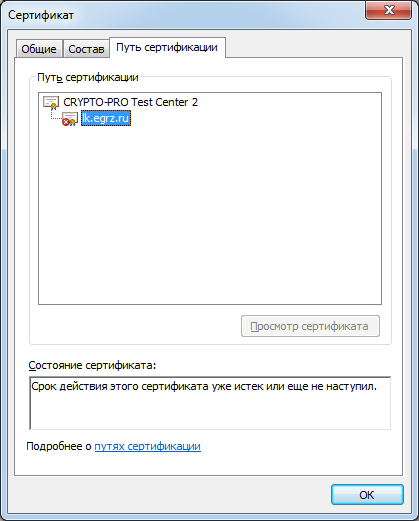 Сертификат
Общие Состав Путь сертификации
Путь сертификации
CRYPTO-PRO Test Center 2
lk.egrz.ru
Просмотр сертификата
Состояние сертификата:
Срок действия этого сертификата уже истек или еще не наступил.
Подробнее о путях сертификации
OK